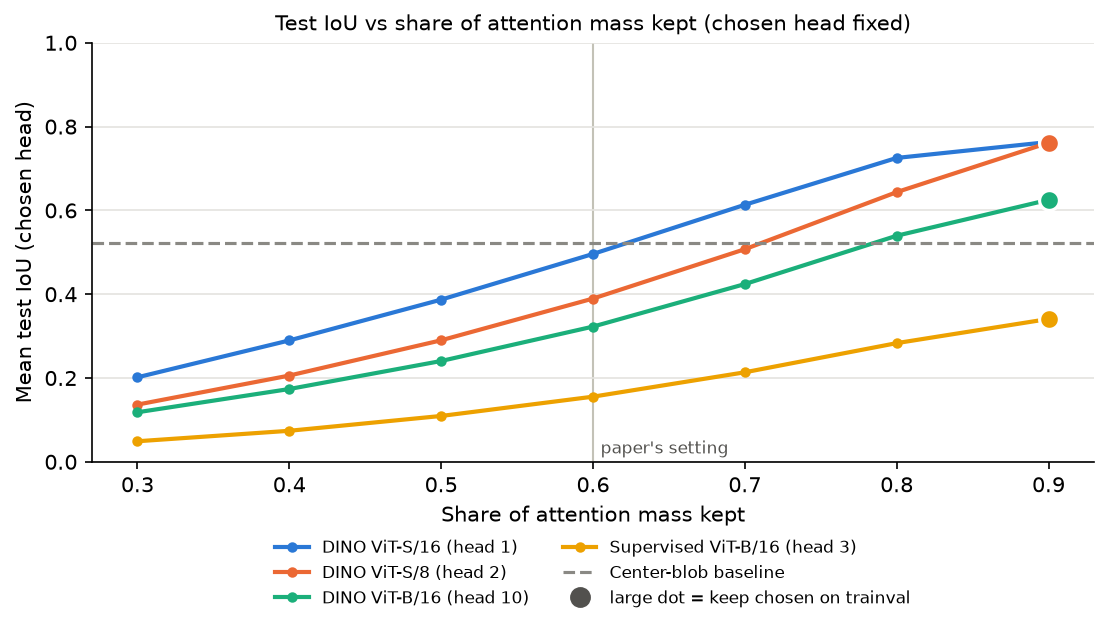 Test IoU vs share of attention mass kept (chosen head fixed)
Mean test IoU (chosen head)
1.0
0.8
0.6
0.4
0.2
0.0
paper's setting
0.3 0.4 0.5 0.6 0.7 0.8 0.9
Share of attention mass kept
DINO ViT-S/16 (head 1)
DINO ViT-S/8 (head 2)
DINO ViT-B/16 (head 10)
Supervised ViT-B/16 (head 3)
Center-blob baseline
large dot = keep chosen on trainval